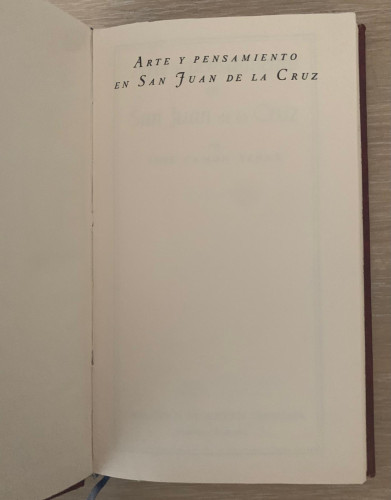 ARTE Y PENSAMIENTO
EN SAN JUAN DE LA CRUZ